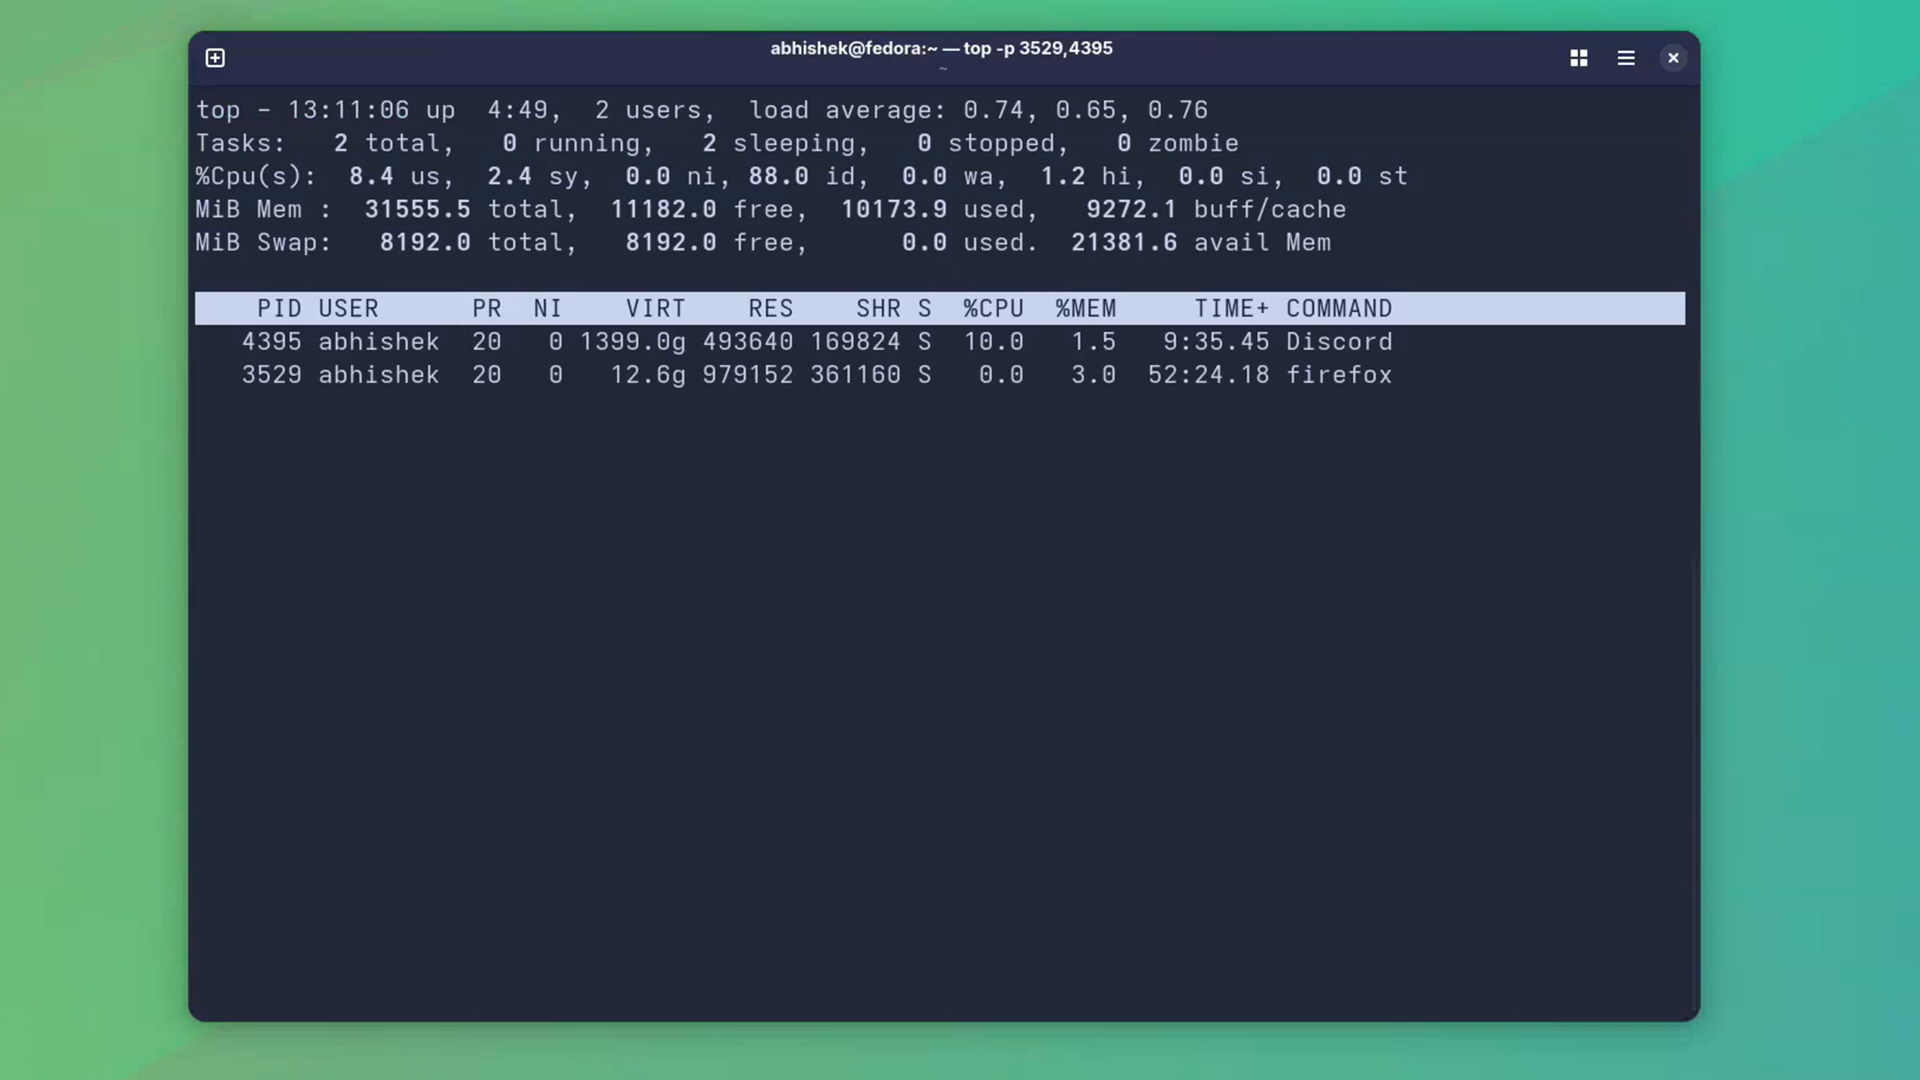 abhishek@fedora:~ — top -p 3529,4395
~
top - 13:11:06 up  4:49,  2 users,  load average: 0.74, 0.65, 0.76
Tasks:   2 total,   0 running,   2 sleeping,   0 stopped,   0 zombie
%Cpu(s):  8.4 us,  2.4 sy,  0.0 ni, 88.0 id,  0.0 wa,  1.2 hi,  0.0 si,  0.0 st
MiB Mem :  31555.5 total,  11182.0 free,  10173.9 used,   9272.1 buff/cache
MiB Swap:   8192.0 total,   8192.0 free,      0.0 used.  21381.6 avail Mem
PID USER      PR  NI    VIRT    RES    SHR S  %CPU  %MEM     TIME+ COMMAND
4395 abhishek  20   0 1399.0g 493640 169824 S  10.0   1.5   9:35.45 Discord
3529 abhishek  20   0   12.6g 979152 361160 S   0.0   3.0  52:24.18 firefox